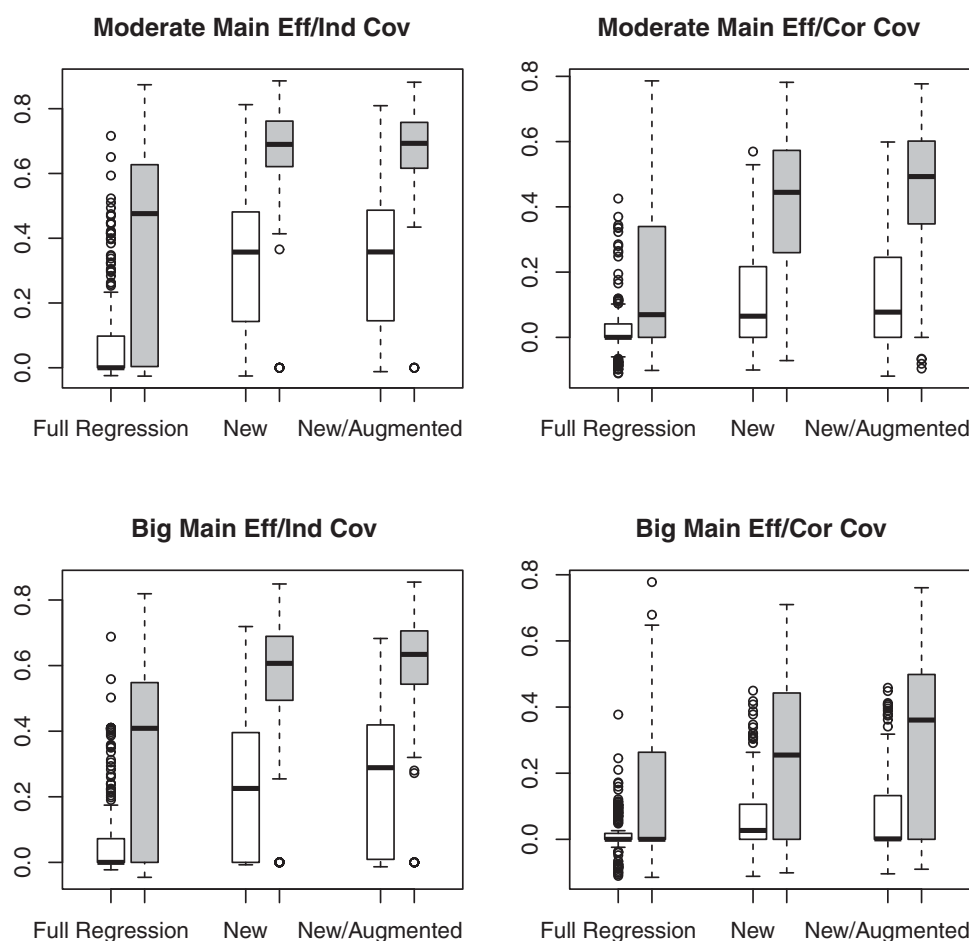 Moderate Main Eff/Ind Cov
0.8
0.6
0.4
0.2
0.0
Full Regression New New/Augmented
Moderate Main Eff/Cor Cov
0.8
0.6
0.4
0.2
0.0
Full Regression New New/Augmented
Big Main Eff/Ind Cov
0.8
0.6
0.4
0.2
0.0
Full Regression New New/Augmented
Big Main Eff/Cor Cov
0.8
0.6
0.4
0.2
0.0
Full Regression New New/Augmented